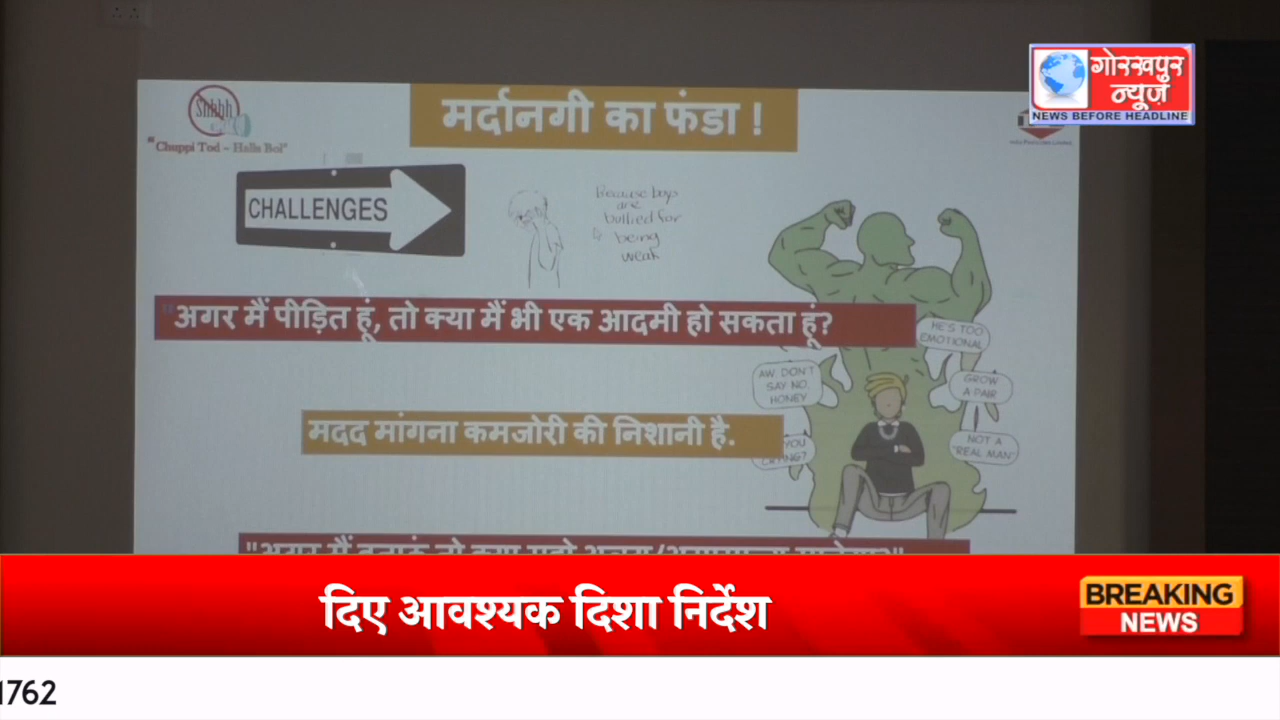 गोरखपुर
न्यूज़
NEWS BEFORE HEADLINE
Shhhh
"Chuppi Tod - Halla Bol"
मर्दानगी का फंडा !
CHALLENGES
Because boys
are
bullied for
being
weak
"अगर मैं पीड़ित हूं, तो क्या मैं भी एक आदमी हो सकता हूं?
HE'S TOO
EMOTIONAL
AW. DON'T
SAY NO,
HONEY
GROW
A PAIR
मदद मांगना कमजोरी की निशानी है.
YOU
CRYING?
NOT A
"REAL MAN"
दिए आवश्यक दिशा निर्देश
BREAKING
NEWS
1762